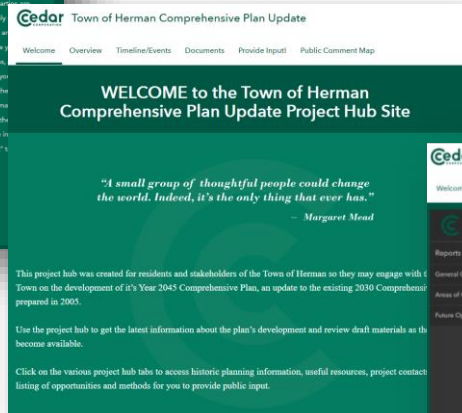 Cedar CORPORATION Town of Herman Comprehensive Plan Update
Welcome Overview Timeline/Events Documents Provide Input! Public Comment Map
WELCOME to the Town of Herman
Comprehensive Plan Update Project Hub Site
“A small group of thoughtful people could change
the world. Indeed, it’s the only thing that ever has.”
– Margaret Mead
This project hub was created for residents and stakeholders of the Town of Herman so they may engage with
Town on the development of it’s Year 2045 Comprehensive Plan, an update to the existing 2030 Comprehensi
prepared in 2005.
Use the project hub to get the latest information about the plan’s development and review draft materials as
become available.
Click on the various project hub tabs to access historic planning information, useful resources, project contact
listing of opportunities and methods for you to provide public input.
Ceda
Welcom
Reports
General
Areas of
Future Op